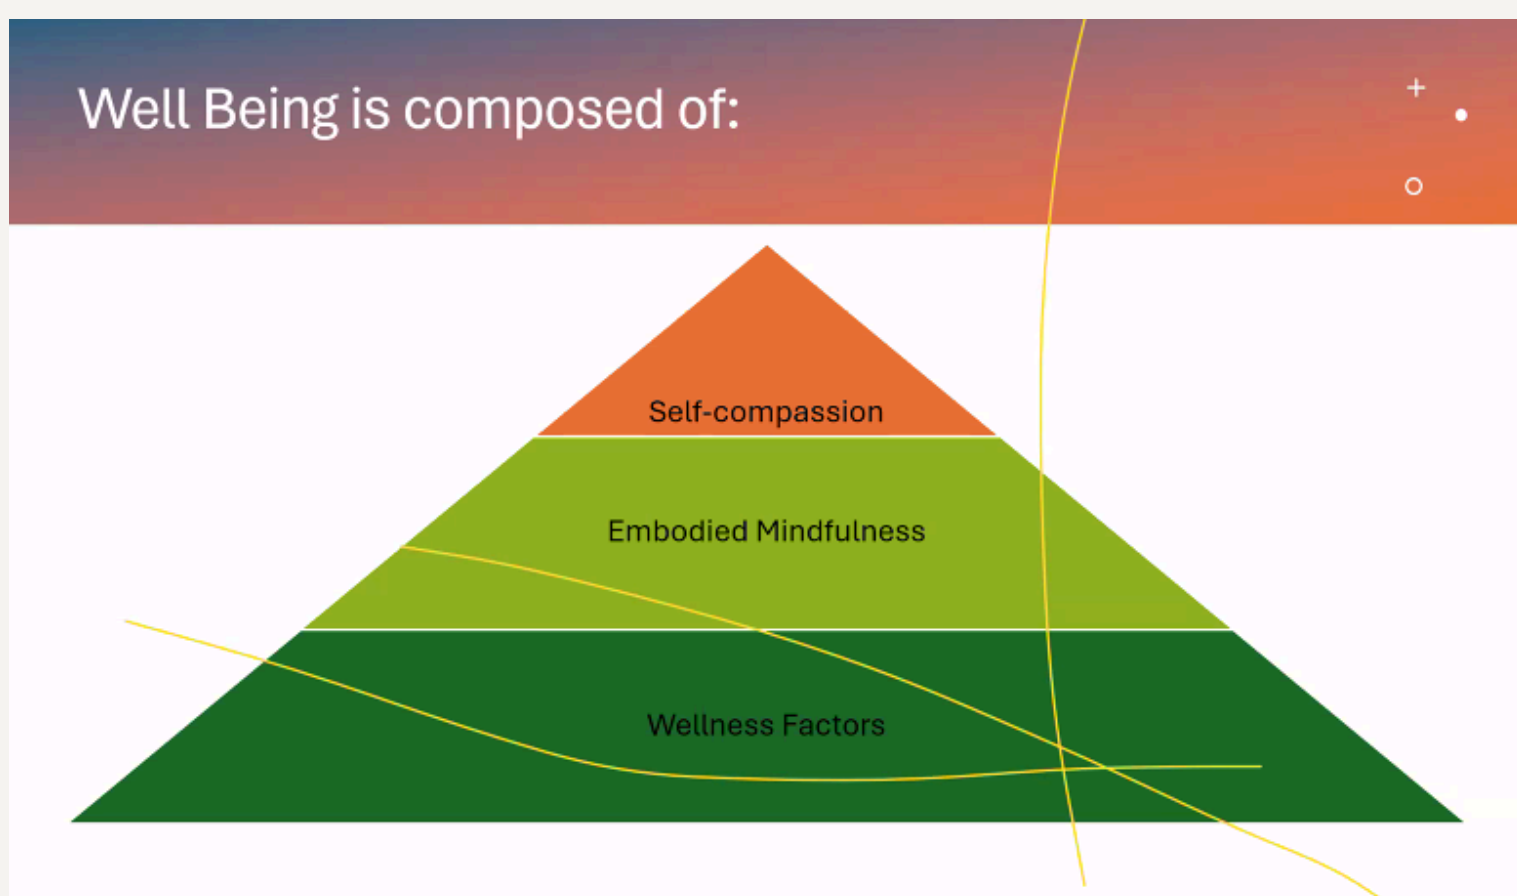 Well Being is composed of:
Self-compassion
Embodied Mindfulness
Wellness Factors